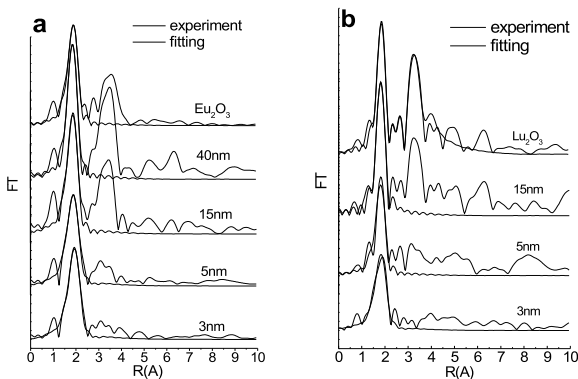 a
experiment
fitting
Eu2O3
40nm
15nm
5nm
3nm
FT
0 1 2 3 4 5 6 7 8 9 10
R(A)
b
experiment
fitting
Lu2O3
15nm
5nm
3nm
FT
0 1 2 3 4 5 6 7 8 9 10
R(A)